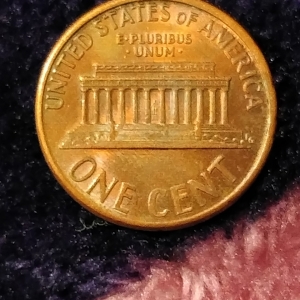 UNITED STATES OF AMERICA
E·PLURIBUS
·UNUM·
ONE CENT